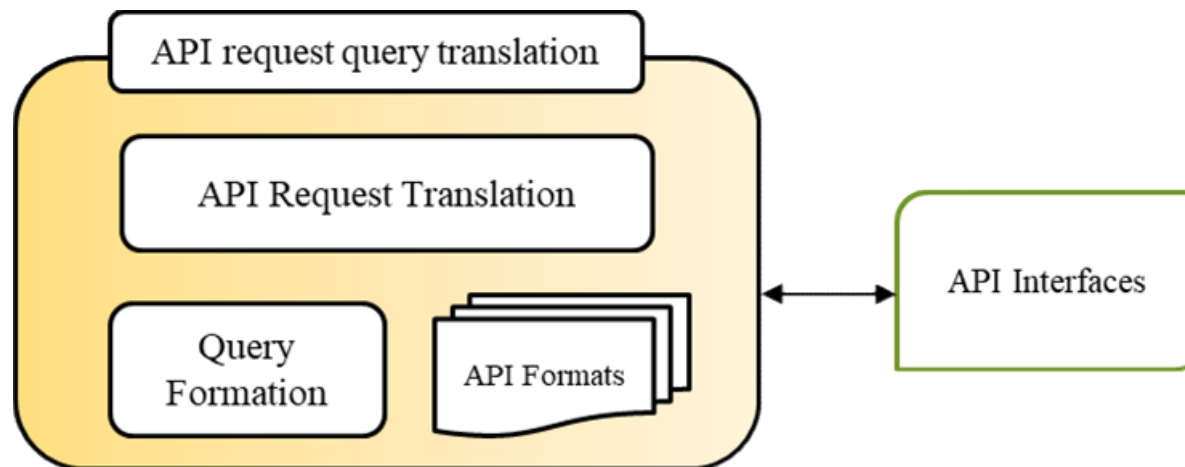 API request query translation
API Request Translation
Query
Formation
API Formats
API Interfaces